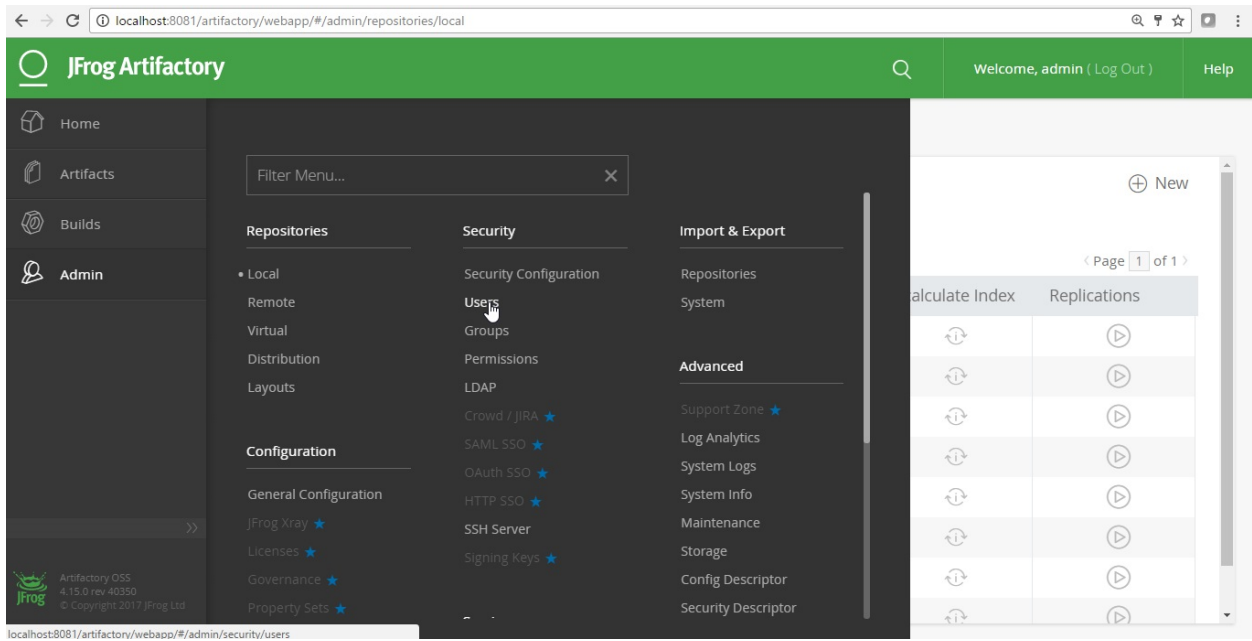 localhost:8081/artifactory/webapp/#/admin/repositories/local
JFrog Artifactory
Welcome, admin ( Log Out )
Help
Home
Artifacts
Builds
Admin
Filter Menu...
Repositories
Local
Remote
Virtual
Distribution
Layouts
Configuration
General Configuration
JFrog Xray
Licenses
Governance
Property Sets
Security
Security Configuration
Users
Groups
Permissions
LDAP
Crowd / JIRA
SAML SSO
OAuth SSO
HTTP SSO
SSH Server
Signing Keys
Import & Export
Repositories
System
Advanced
Support Zone
Log Analytics
System Logs
System Info
Maintenance
Storage
Config Descriptor
Security Descriptor
New
Page 1 of 1
alculate Index
Replications
JFrog
Artifactory OSS
4.15.0 rev 40350
© Copyright 2017 JFrog Ltd
localhost:8081/artifactory/webapp/#/admin/security/users